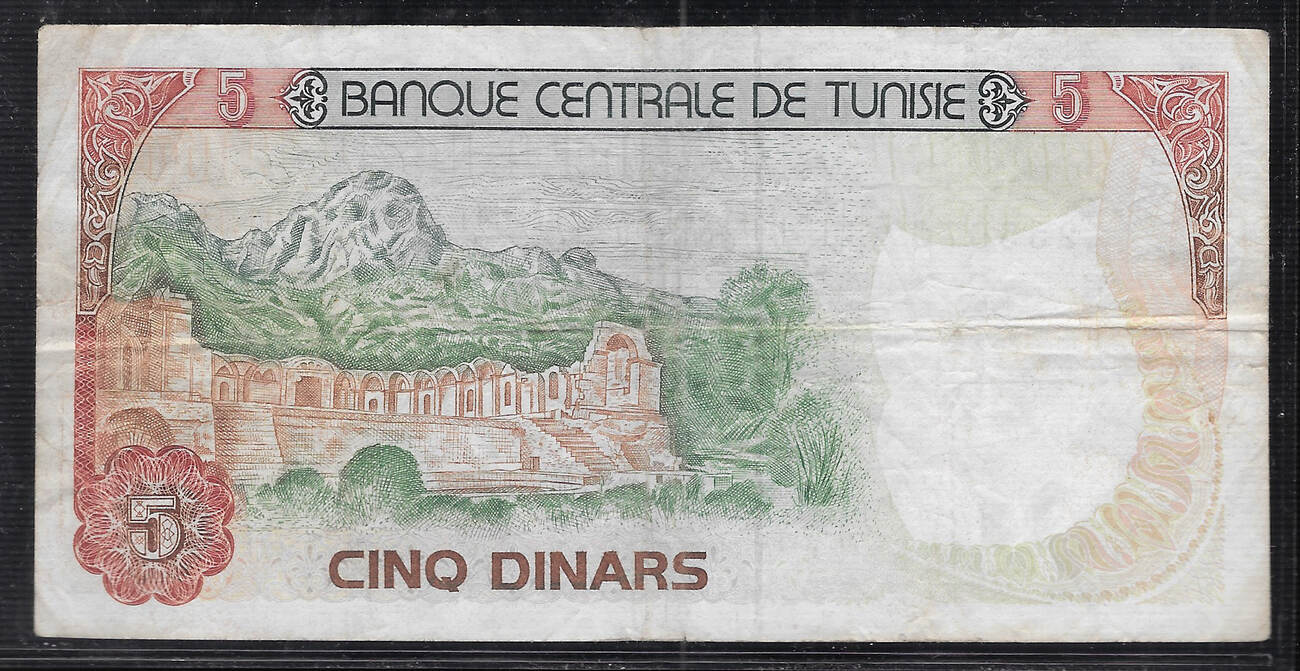 5 BANQUE CENTRALE DE TUNISIE 5
5
CINQ DINARS